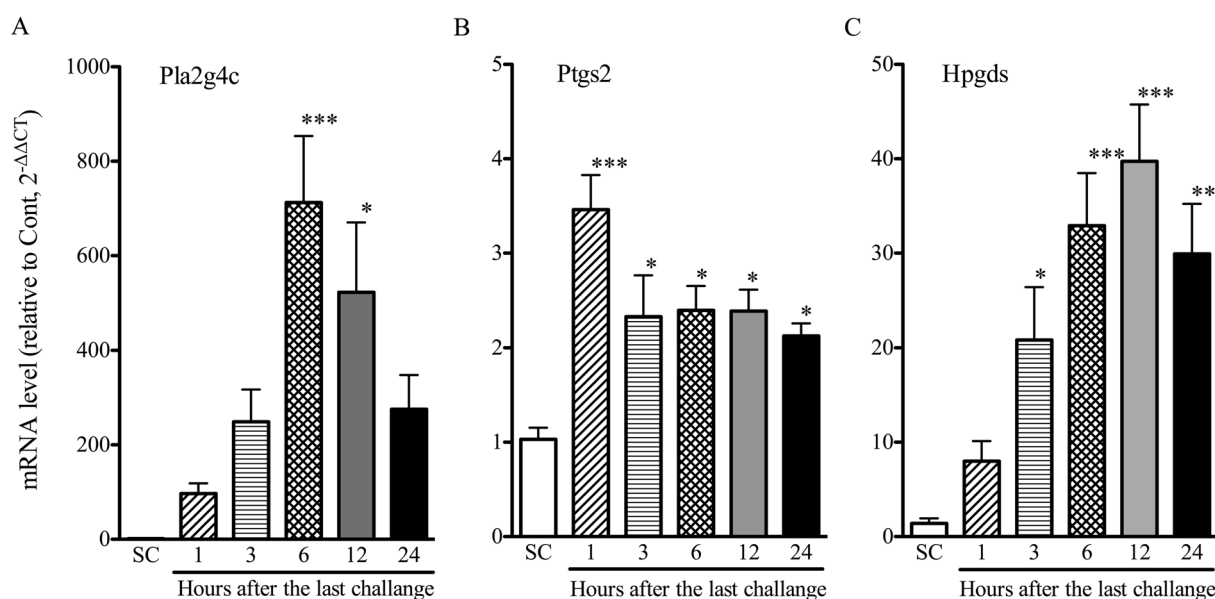 A
B
C
mRNA level (relative to Cont, 2-ΔΔCT)
Pla2g4c
1000
800
600
400
200
0
***
*
SC 1 3 6 12 24
Hours after the last challange
Ptgs2
5
4
3
2
1
0
***
* * * *
SC 1 3 6 12 24
Hours after the last challange
Hpgds
50
40
30
20
10
0
*
***
***
**
SC 1 3 6 12 24
Hours after the last challange